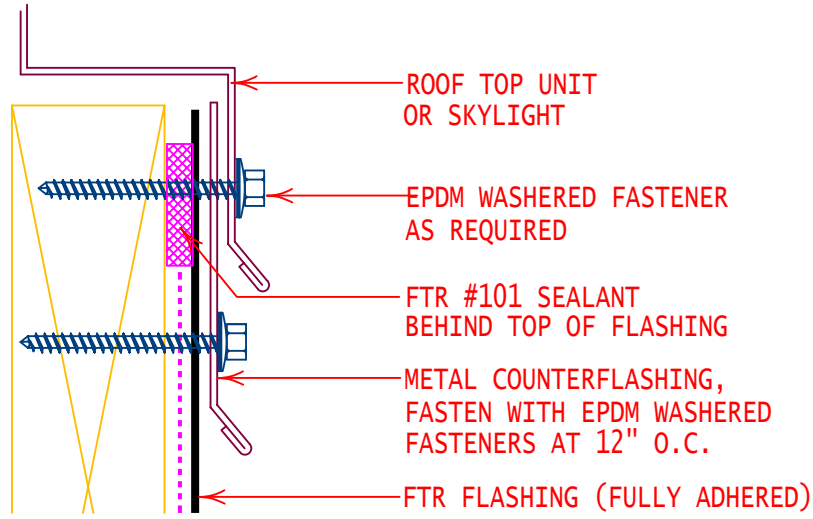 ROOF TOP UNIT
OR SKYLIGHT
EPDM WASHERED FASTENER
AS REQUIRED
FTR #101 SEALANT
BEHIND TOP OF FLASHING
METAL COUNTERFLASHING,
FASTEN WITH EPDM WASHERED
FASTENERS AT 12" O.C.
FTR FLASHING (FULLY ADHERED)